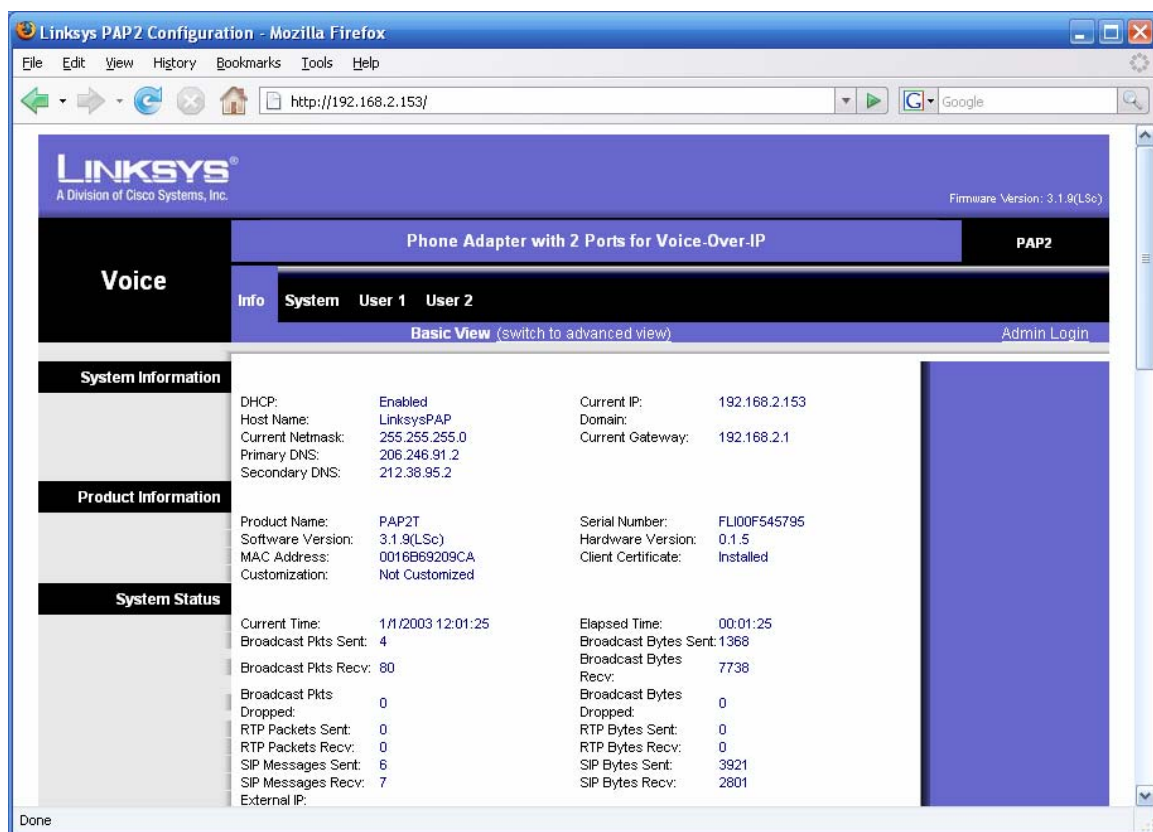 Linksys PAP2 Configuration - Mozilla Firefox
File Edit View History Bookmarks Tools Help
http://192.168.2.153/ G Google
LINKSYS®
A Division of Cisco Systems, Inc.
Firmware Version: 3.1.9(LSc)
Phone Adapter with 2 Ports for Voice-Over-IP PAP2
Voice
Info System User 1 User 2
Basic View (switch to advanced view) Admin Login
System Information
DHCP: Enabled Current IP: 192.168.2.153
Host Name: LinksysPAP Domain:
Current Netmask: 255.255.255.0 Current Gateway: 192.168.2.1
Primary DNS: 206.246.91.2
Secondary DNS: 212.38.95.2
Product Information
Product Name: PAP2T Serial Number: FLI00F545795
Software Version: 3.1.9(LSc) Hardware Version: 0.1.5
MAC Address: 0016B69209CA Client Certificate: Installed
Customization: Not Customized
System Status
Current Time: 1/1/2003 12:01:25 Elapsed Time: 00:01:25
Broadcast Pkts Sent: 4 Broadcast Bytes Sent: 1368
Broadcast Pkts Recv: 80 Broadcast Bytes Recv: 7738
Broadcast Pkts Dropped: 0 Broadcast Bytes Dropped: 0
RTP Packets Sent: 0 RTP Bytes Sent: 0
RTP Packets Recv: 0 RTP Bytes Recv: 0
SIP Messages Sent: 6 SIP Bytes Sent: 3921
SIP Messages Recv: 7 SIP Bytes Recv: 2801
External IP:
Done